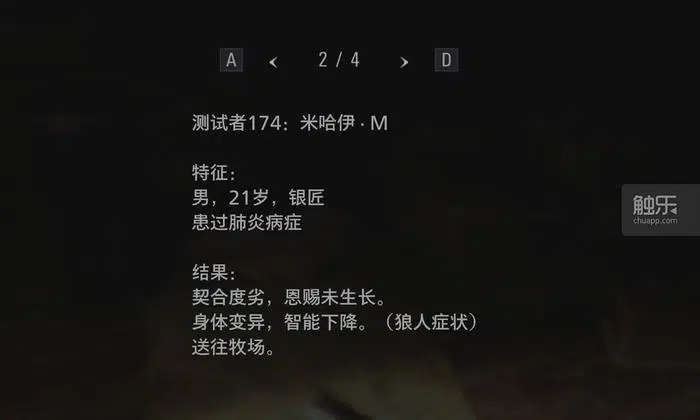 A < 2 / 4 > D
测试者174：米哈伊·M
特征：
男，21岁，银匠
患过肺炎病症
触乐
chuapp.com
结果：
契合度劣，恩赐未生长。
身体变异，智能下降。（狼人症状）
送往牧场。